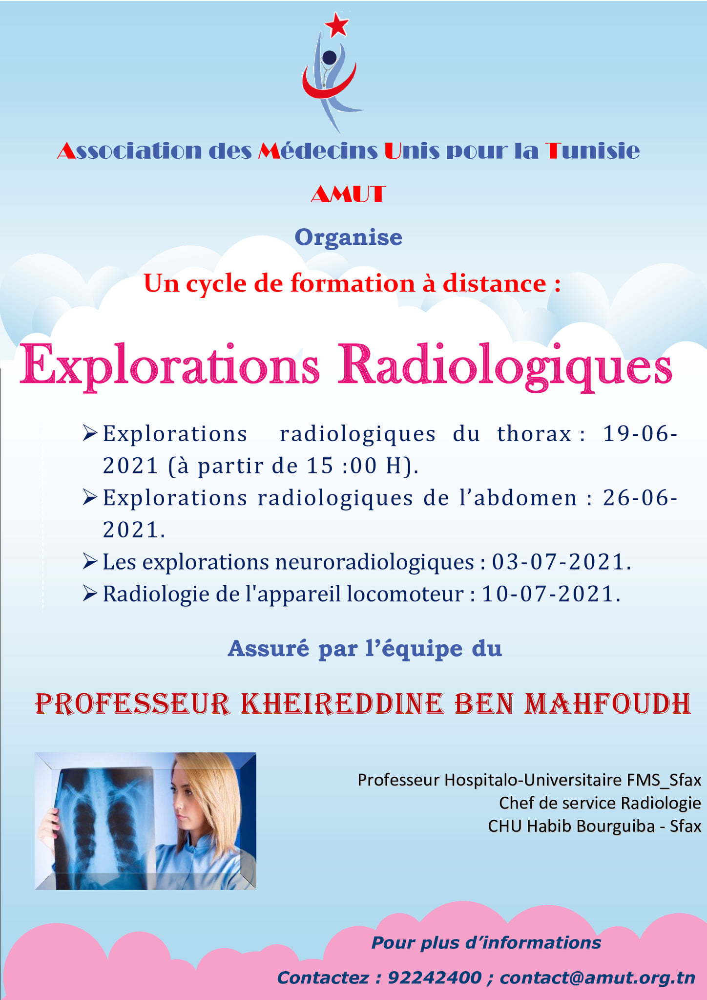 Association des Médecins Unis pour la Tunisie
AMUT
Organise
Un cycle de formation à distance :
Explorations Radiologiques
➢ Explorations radiologiques du thorax : 19-06-
2021 (à partir de 15 :00 H).
➢ Explorations radiologiques de l’abdomen : 26-06-
2021.
➢ Les explorations neuroradiologiques : 03-07-2021.
➢ Radiologie de l'appareil locomoteur : 10-07-2021.
Assuré par l’équipe du
PROFESSEUR KHEIREDDINE BEN MAHFOUDH
Professeur Hospitalo-Universitaire FMS_Sfax
Chef de service Radiologie
CHU Habib Bourguiba - Sfax
Pour plus d’informations
Contactez : 92242400 ; contact@amut.org.tn